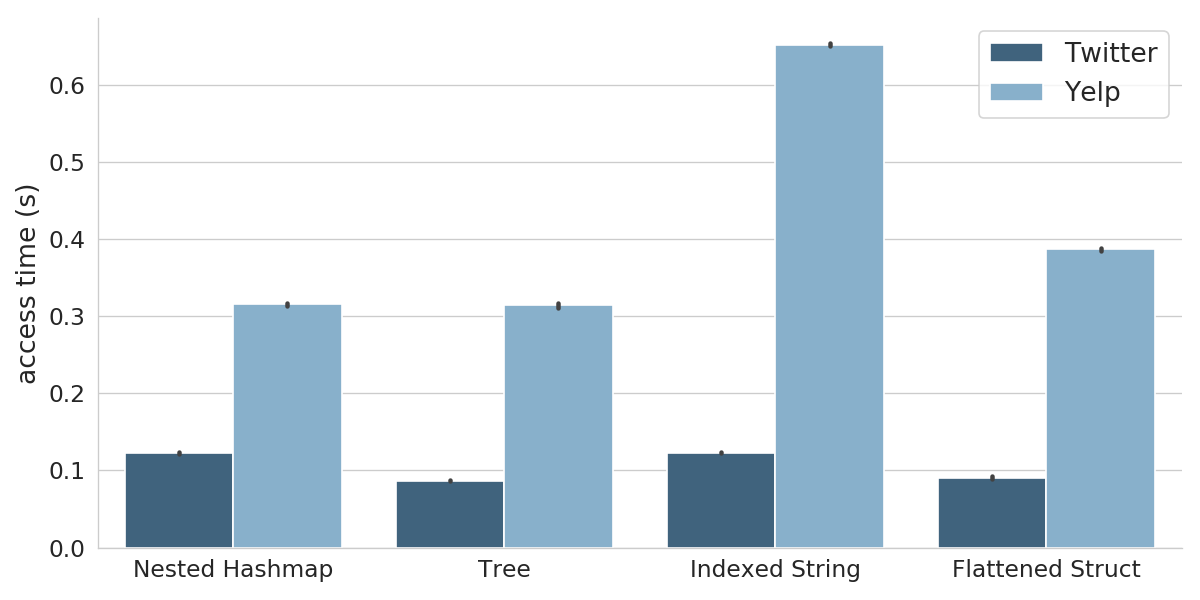 access time (s)
0.6
0.5
0.4
0.3
0.2
0.1
0.0
Nested Hashmap
Tree
Indexed String
Flattened Struct
Twitter
Yelp